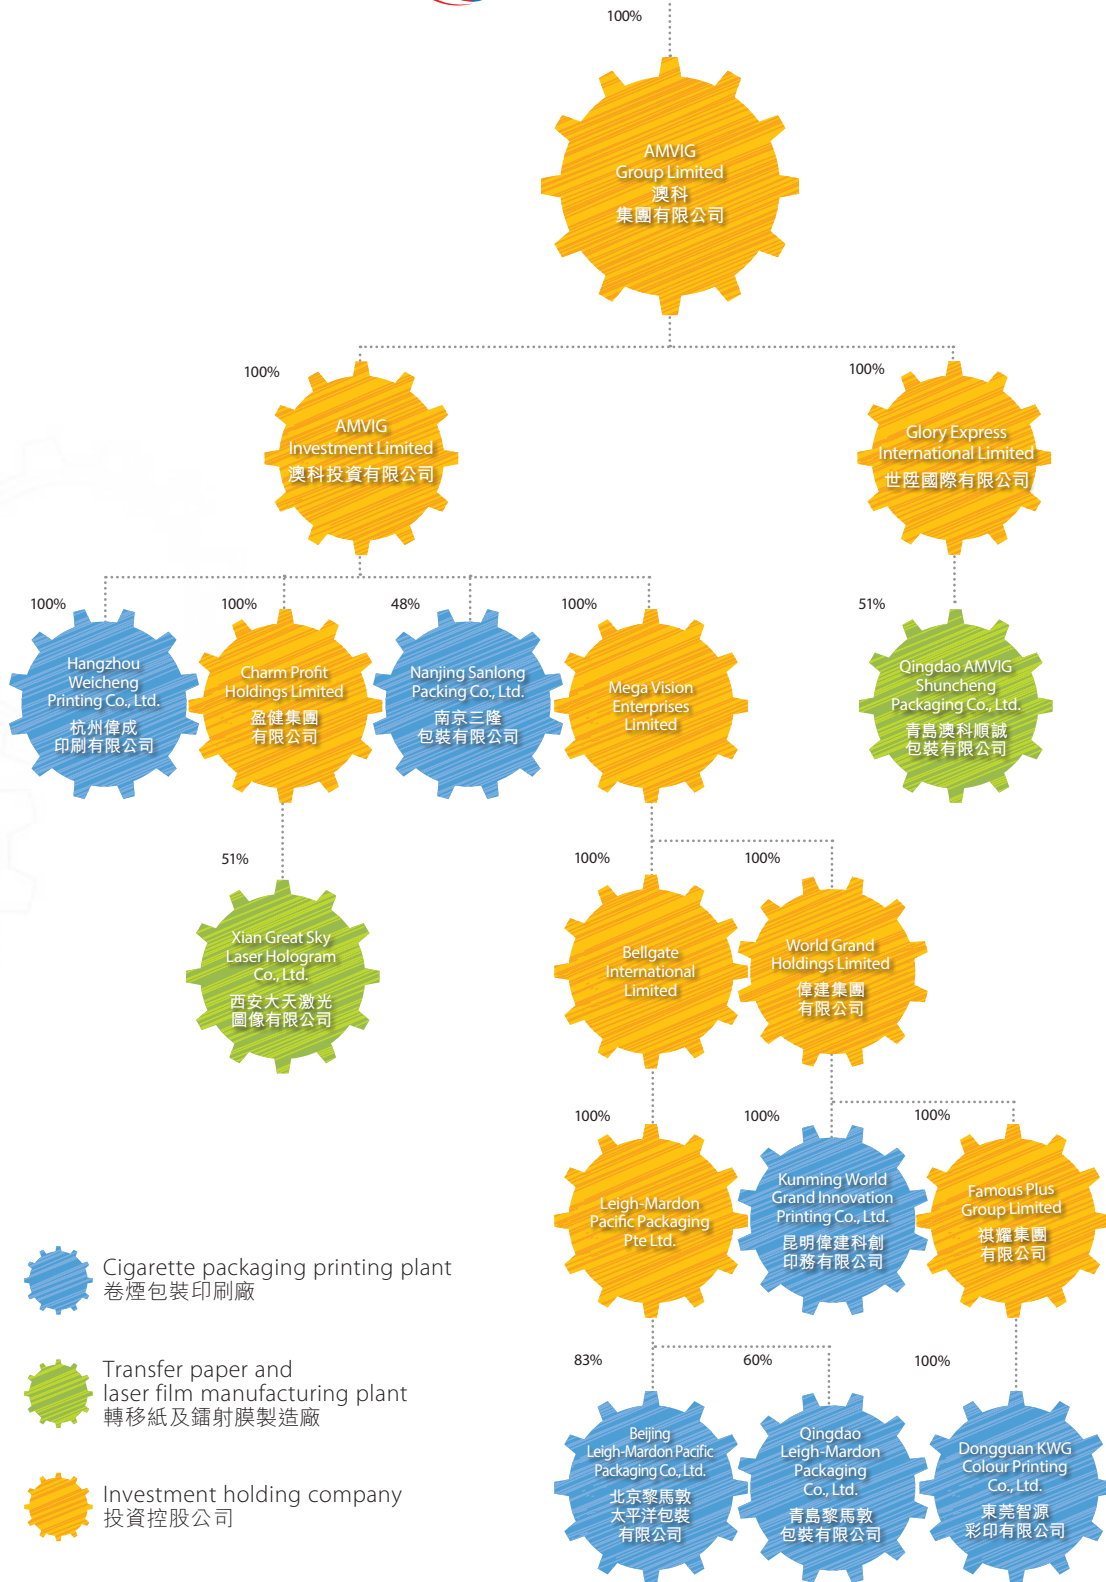 100%
AMVIG
Group Limited
澳科
集團有限公司
100%
100%
AMVIG
Investment Limited
澳科投資有限公司
Glory Express
International Limited
世陞國際有限公司
100%
100%
48%
100%
51%
Hangzhou
Weicheng
Printing Co., Ltd.
杭州偉成
印刷有限公司
Charm Profit
Holdings Limited
盈健集團
有限公司
Nanjing Sanlong
Packing Co., Ltd.
南京三隆
包裝有限公司
Mega Vision
Enterprises
Limited
Qingdao AMVIG
Shuncheng
Packaging Co., Ltd.
青島澳科順誠
包裝有限公司
51%
100%
100%
Xian Great Sky
Laser Hologram
Co., Ltd.
西安大天激光
圖像有限公司
Bellgate
International
Limited
World Grand
Holdings Limited
偉建集團
有限公司
100%
100%
100%
Leigh-Mardon
Pacific Packaging
Pte Ltd.
Kunming World
Grand Innovation
Printing Co., Ltd.
昆明偉建科創
印務有限公司
Famous Plus
Group Limited
祺耀集團
有限公司
83%
60%
100%
Beijing
Leigh-Mardon Pacific
Packaging Co., Ltd.
北京黎馬敦
太平洋包裝
有限公司
Qingdao
Leigh-Mardon
Packaging
Co., Ltd.
青島黎馬敦
包裝有限公司
Dongguan KWG
Colour Printing
Co., Ltd.
東莞智源
彩印有限公司
Cigarette packaging printing plant
卷煙包裝印刷廠
Transfer paper and
laser film manufacturing plant
轉移紙及鐳射膜製造廠
Investment holding company
投資控股公司